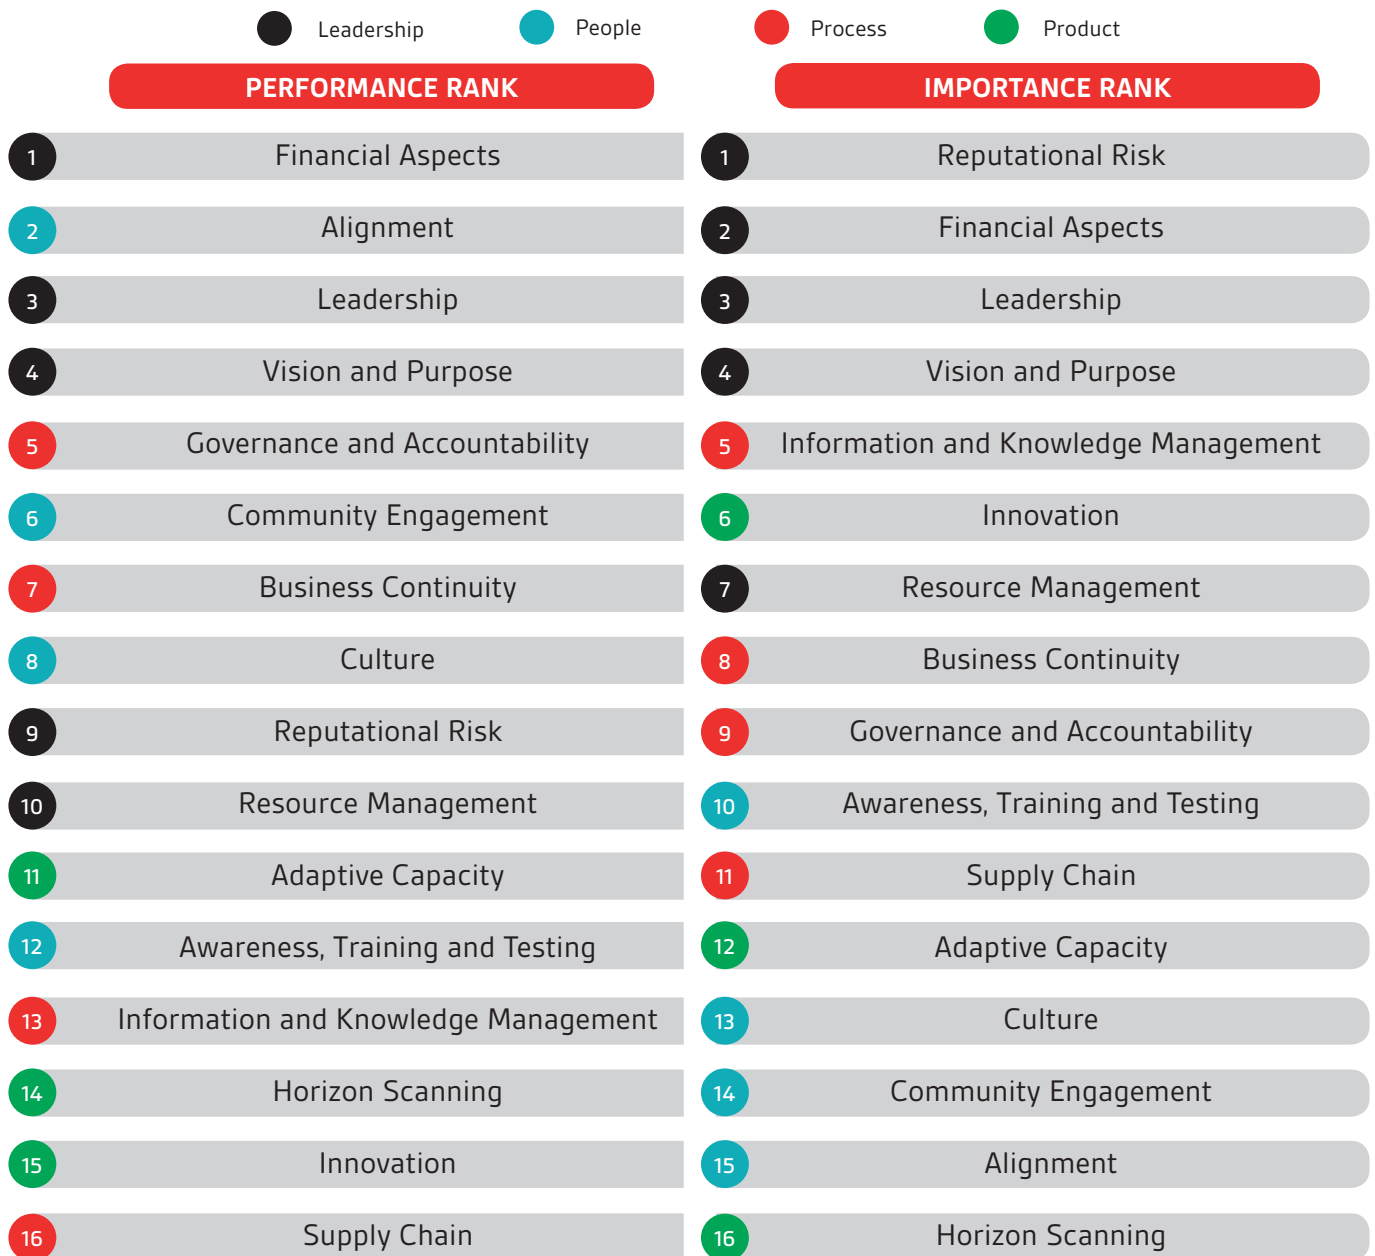 Leadership
People
Process
Product
PERFORMANCE RANK
1 Financial Aspects
2 Alignment
3 Leadership
4 Vision and Purpose
5 Governance and Accountability
6 Community Engagement
7 Business Continuity
8 Culture
9 Reputational Risk
10 Resource Management
11 Adaptive Capacity
12 Awareness, Training and Testing
13 Information and Knowledge Management
14 Horizon Scanning
15 Innovation
16 Supply Chain
IMPORTANCE RANK
1 Reputational Risk
2 Financial Aspects
3 Leadership
4 Vision and Purpose
5 Information and Knowledge Management
6 Innovation
7 Resource Management
8 Business Continuity
9 Governance and Accountability
10 Awareness, Training and Testing
11 Supply Chain
12 Adaptive Capacity
13 Culture
14 Community Engagement
15 Alignment
16 Horizon Scanning